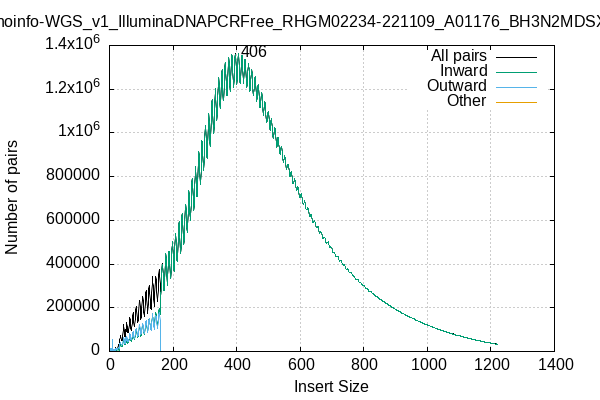 noinfo-WGS_v1_IlluminaDNAPCRFree_RHGM02234-221109_A01176_BH3N2MDSX
1.4x10^6
1.2x10^6
1x10^6
800000
600000
400000
200000
0
406
All pairs
Inward
Outward
Other
Number of pairs
0 200 400 600 800 1000 1200 1400
Insert Size